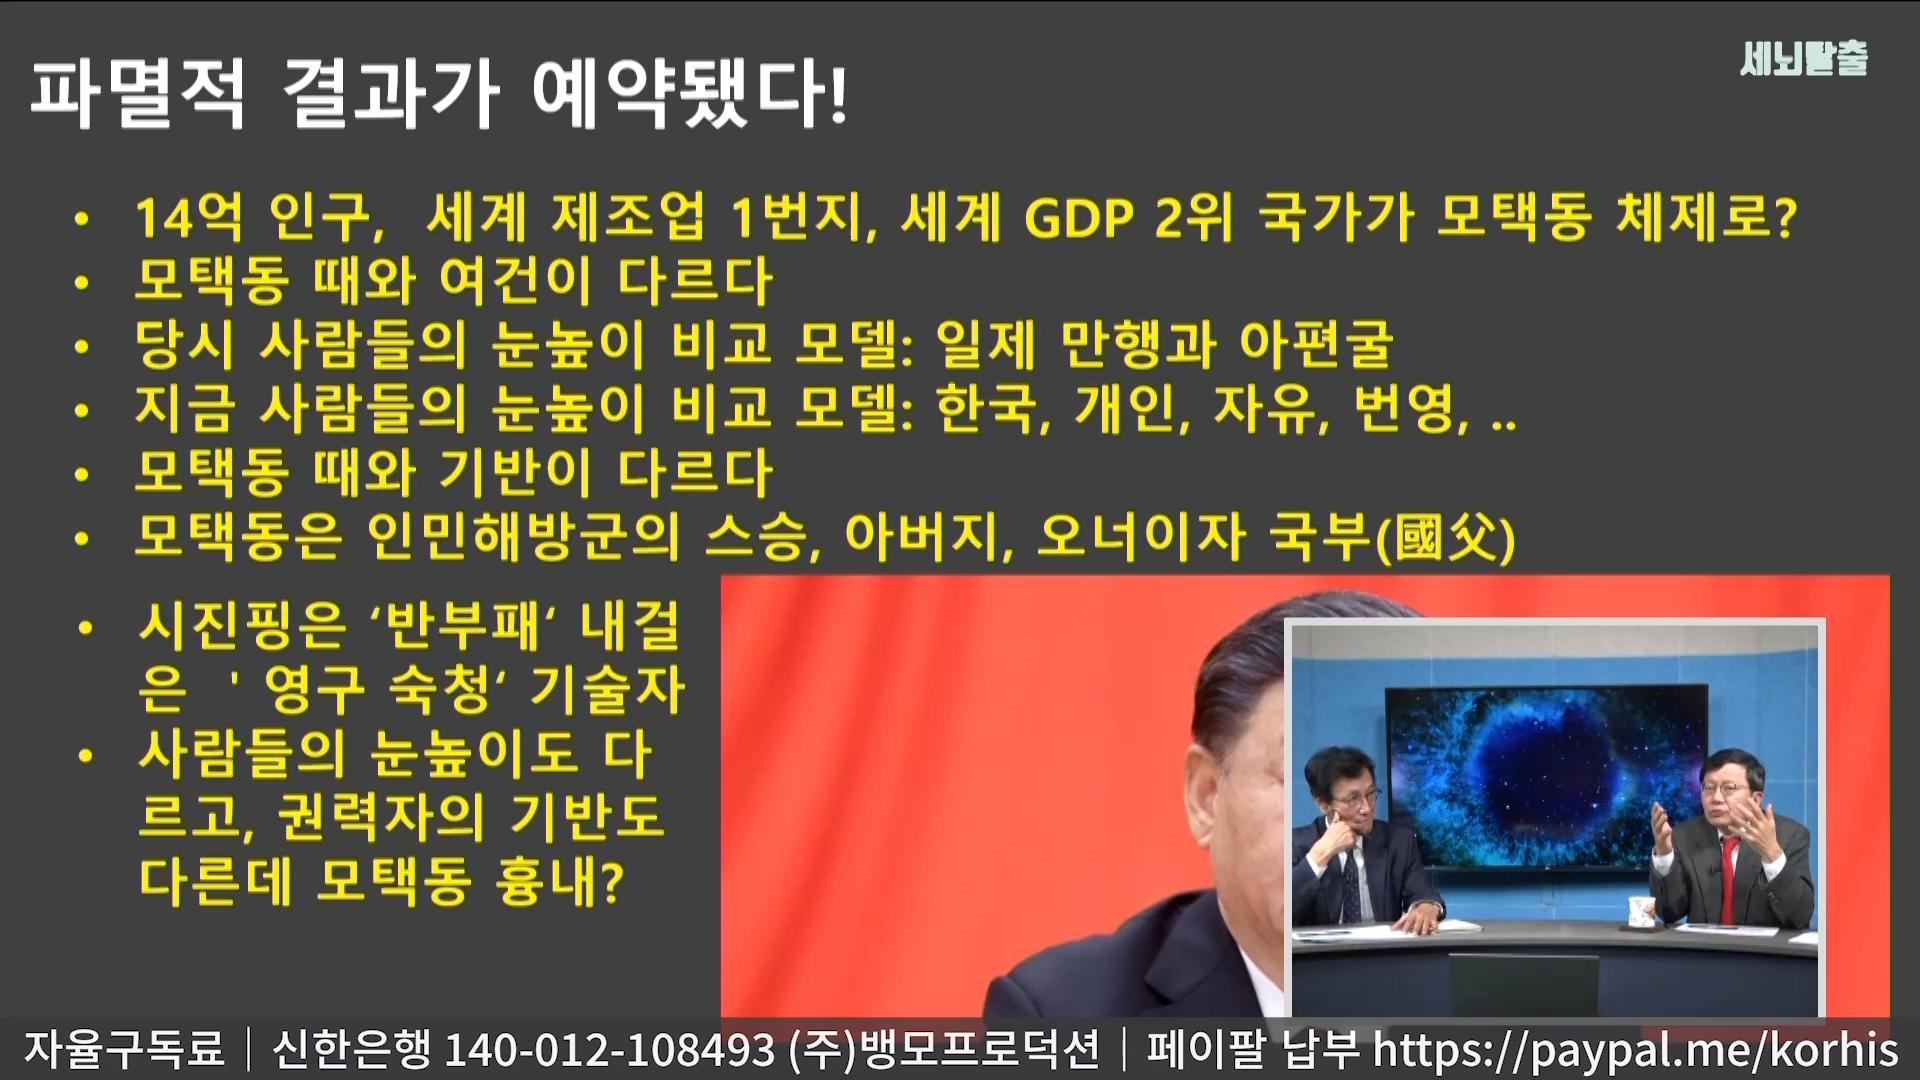 파멸적 결과가 예약됐다!
세뇌탈출
• 14억 인구, 세계 제조업 1번지, 세계 GDP 2위 국가가 모택동 체제로?
• 모택동 때와 여건이 다르다
• 당시 사람들의 눈높이 비교 모델: 일제 만행과 아편굴
• 지금 사람들의 눈높이 비교 모델: 한국, 개인, 자유, 번영, ..
• 모택동 때와 기반이 다르다
• 모택동은 인민해방군의 스승, 아버지, 오너이자 국부(國父)
• 시진핑은 ‘반부패‘ 내걸
은 '영구 숙청‘ 기술자
• 사람들의 눈높이도 다
르고, 권력자의 기반도
다른데 모택동 흉내?
자율구독료｜신한은행 140-012-108493 (주)뱅모프로덕션｜페이팔 납부 https://paypal.me/korhis